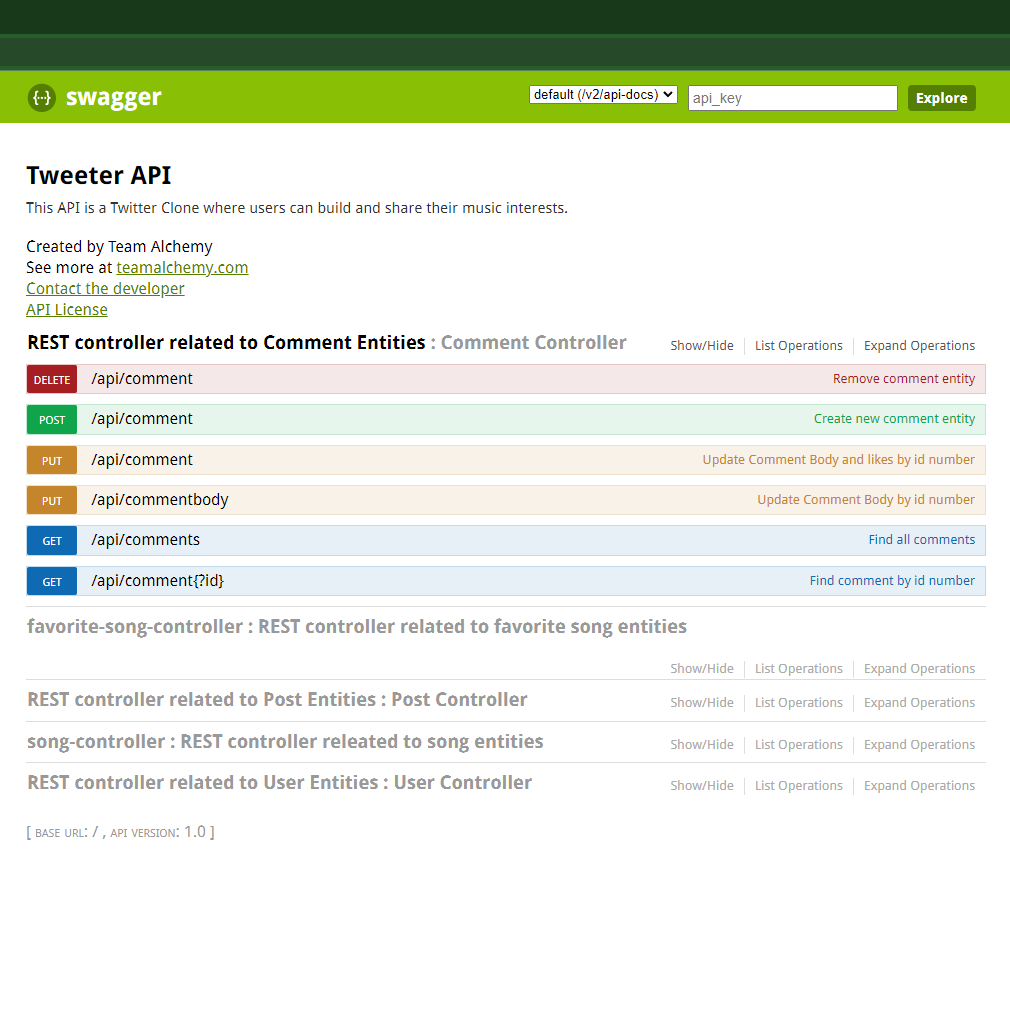 {··} swagger default (/v2/api-docs) api_key Explore
Tweeter API
This API is a Twitter Clone where users can build and share their music interests.
Created by Team Alchemy
See more at teamalchemy.com
Contact the developer
API License
REST controller related to Comment Entities : Comment Controller Show/Hide List Operations Expand Operations
DELETE /api/comment Remove comment entity
POST /api/comment Create new comment entity
PUT /api/comment Update Comment Body and likes by id number
PUT /api/commentbody Update Comment Body by id number
GET /api/comments Find all comments
GET /api/comment{?id} Find comment by id number
favorite-song-controller : REST controller related to favorite song entities
Show/Hide List Operations Expand Operations
REST controller related to Post Entities : Post Controller Show/Hide List Operations Expand Operations
song-controller : REST controller releated to song entities Show/Hide List Operations Expand Operations
REST controller related to User Entities : User Controller Show/Hide List Operations Expand Operations
[ BASE URL: / , API VERSION: 1.0 ]